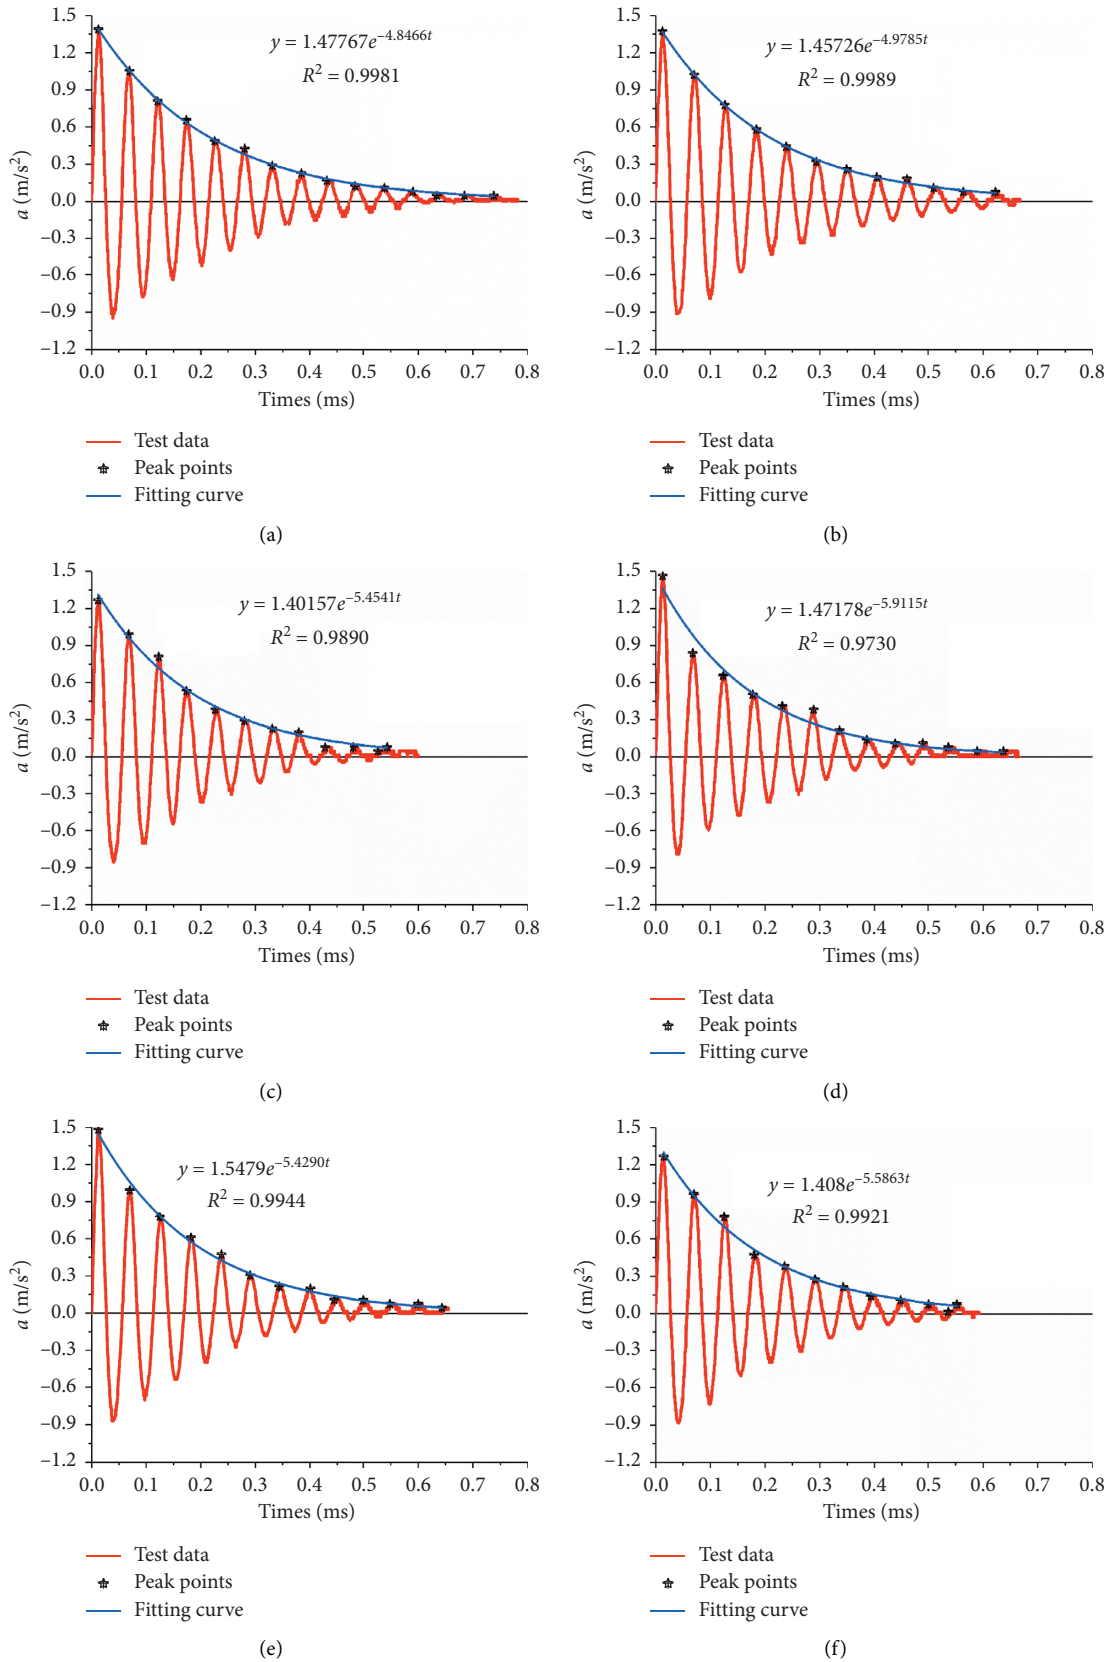 1.5
1.2
0.9
0.6
0.3
0.0
−0.3
−0.6
−0.9
−1.2
a (m/s²)
y = 1.47767e^−4.8466t
R² = 0.9981
0.0 0.1 0.2 0.3 0.4 0.5 0.6 0.7 0.8
Times (ms)
Test data
Peak points
Fitting curve
(a)
1.5
1.2
0.9
0.6
0.3
0.0
−0.3
−0.6
−0.9
−1.2
a (m/s²)
y = 1.45726e^−4.9785t
R² = 0.9989
0.0 0.1 0.2 0.3 0.4 0.5 0.6 0.7 0.8
Times (ms)
Test data
Peak points
Fitting curve
(b)
1.5
1.2
0.9
0.6
0.3
0.0
−0.3
−0.6
−0.9
−1.2
a (m/s²)
y = 1.40157e^−5.4541t
R² = 0.9890
0.0 0.1 0.2 0.3 0.4 0.5 0.6 0.7 0.8
Times (ms)
Test data
Peak points
Fitting curve
(c)
1.5
1.2
0.9
0.6
0.3
0.0
−0.3
−0.6
−0.9
−1.2
a (m/s²)
y = 1.47178e^−5.9115t
R² = 0.9730
0.0 0.1 0.2 0.3 0.4 0.5 0.6 0.7 0.8
Times (ms)
Test data
Peak points
Fitting curve
(d)
1.5
1.2
0.9
0.6
0.3
0.0
−0.3
−0.6
−0.9
−1.2
a (m/s²)
y = 1.5479e^−5.4290t
R² = 0.9944
0.0 0.1 0.2 0.3 0.4 0.5 0.6 0.7 0.8
Times (ms)
Test data
Peak points
Fitting curve
(e)
1.5
1.2
0.9
0.6
0.3
0.0
−0.3
−0.6
−0.9
−1.2
a (m/s²)
y = 1.408e^−5.5863t
R² = 0.9921
0.0 0.1 0.2 0.3 0.4 0.5 0.6 0.7 0.8
Times (ms)
Test data
Peak points
Fitting curve
(f)